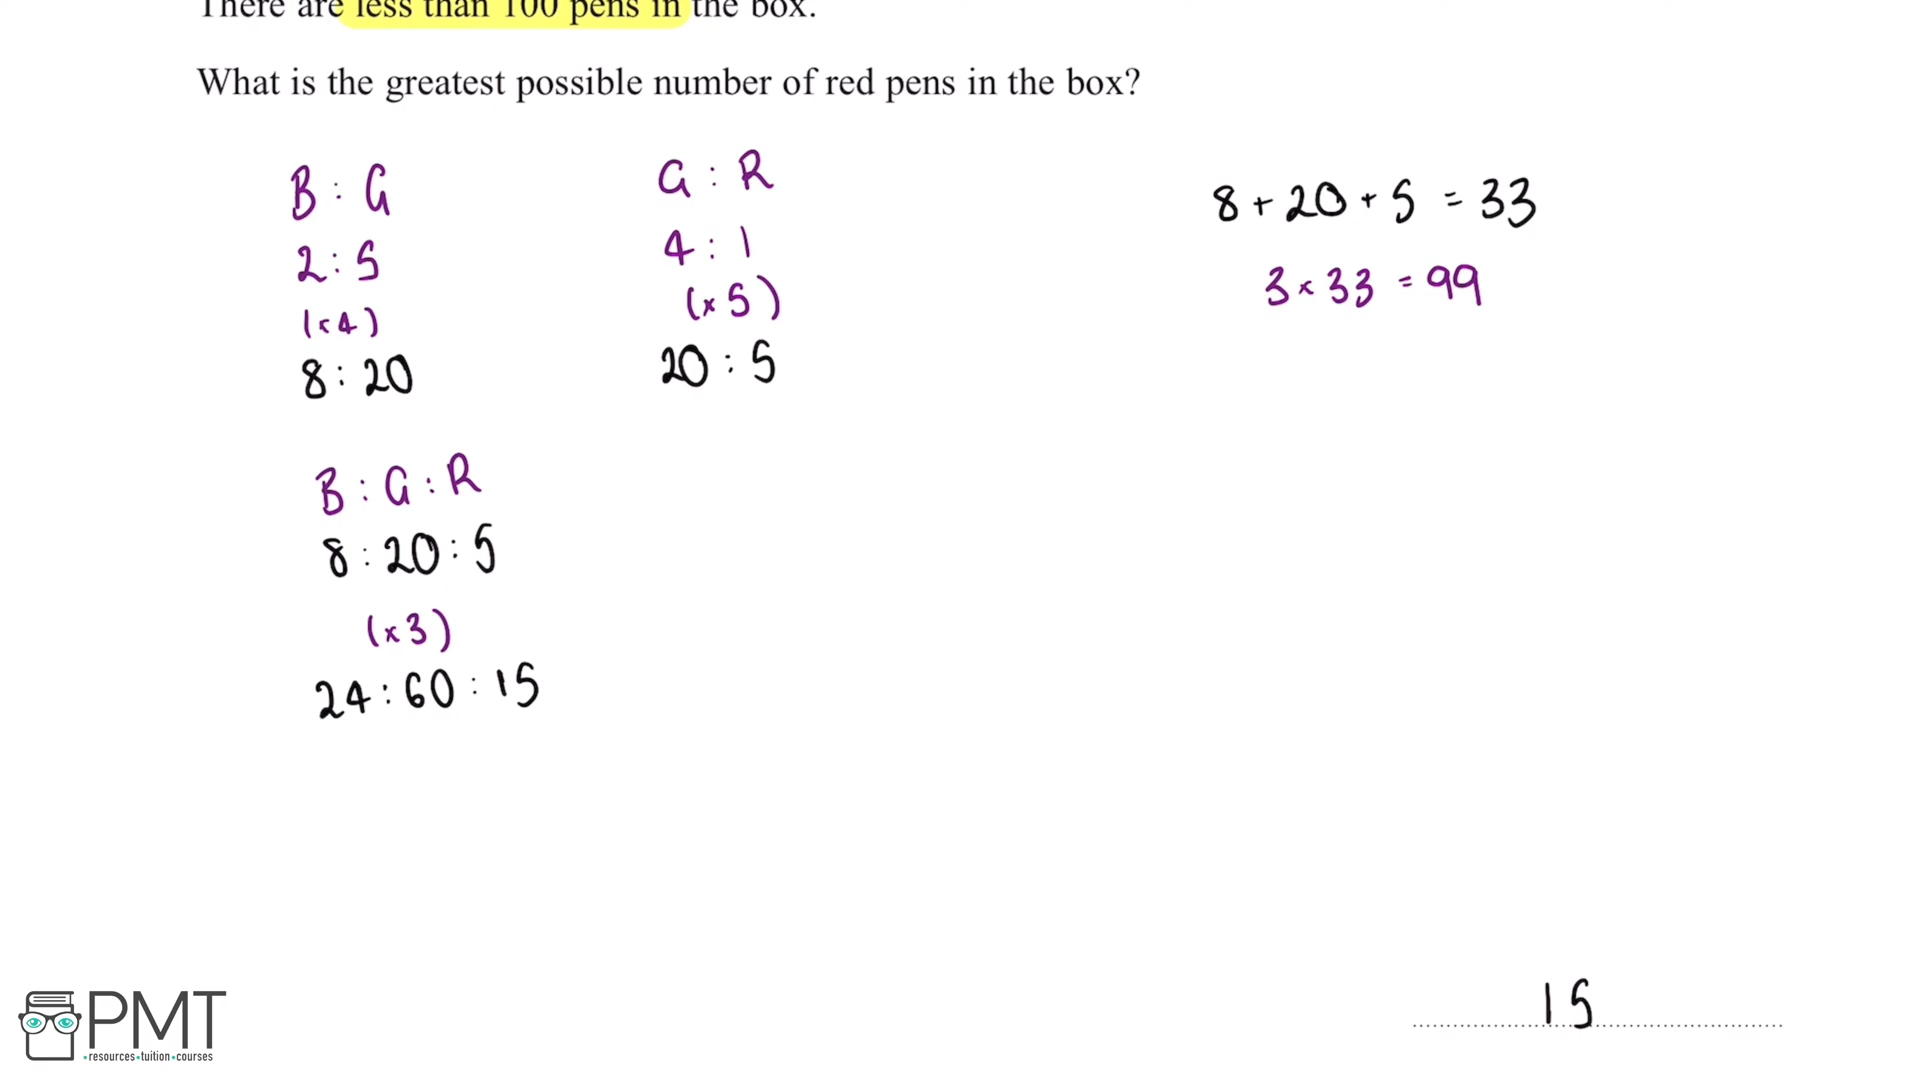 There are less than 100 pens in the box.
What is the greatest possible number of red pens in the box?
B : G
2 : 5
(×4)
8 : 20
G : R
4 : 1
(×5)
20 : 5
8 + 20 + 5 = 33
3 × 33 = 99
B : G : R
8 : 20 : 5
(×3)
24 : 60 : 15
15
PMT
•resources•tuition•courses